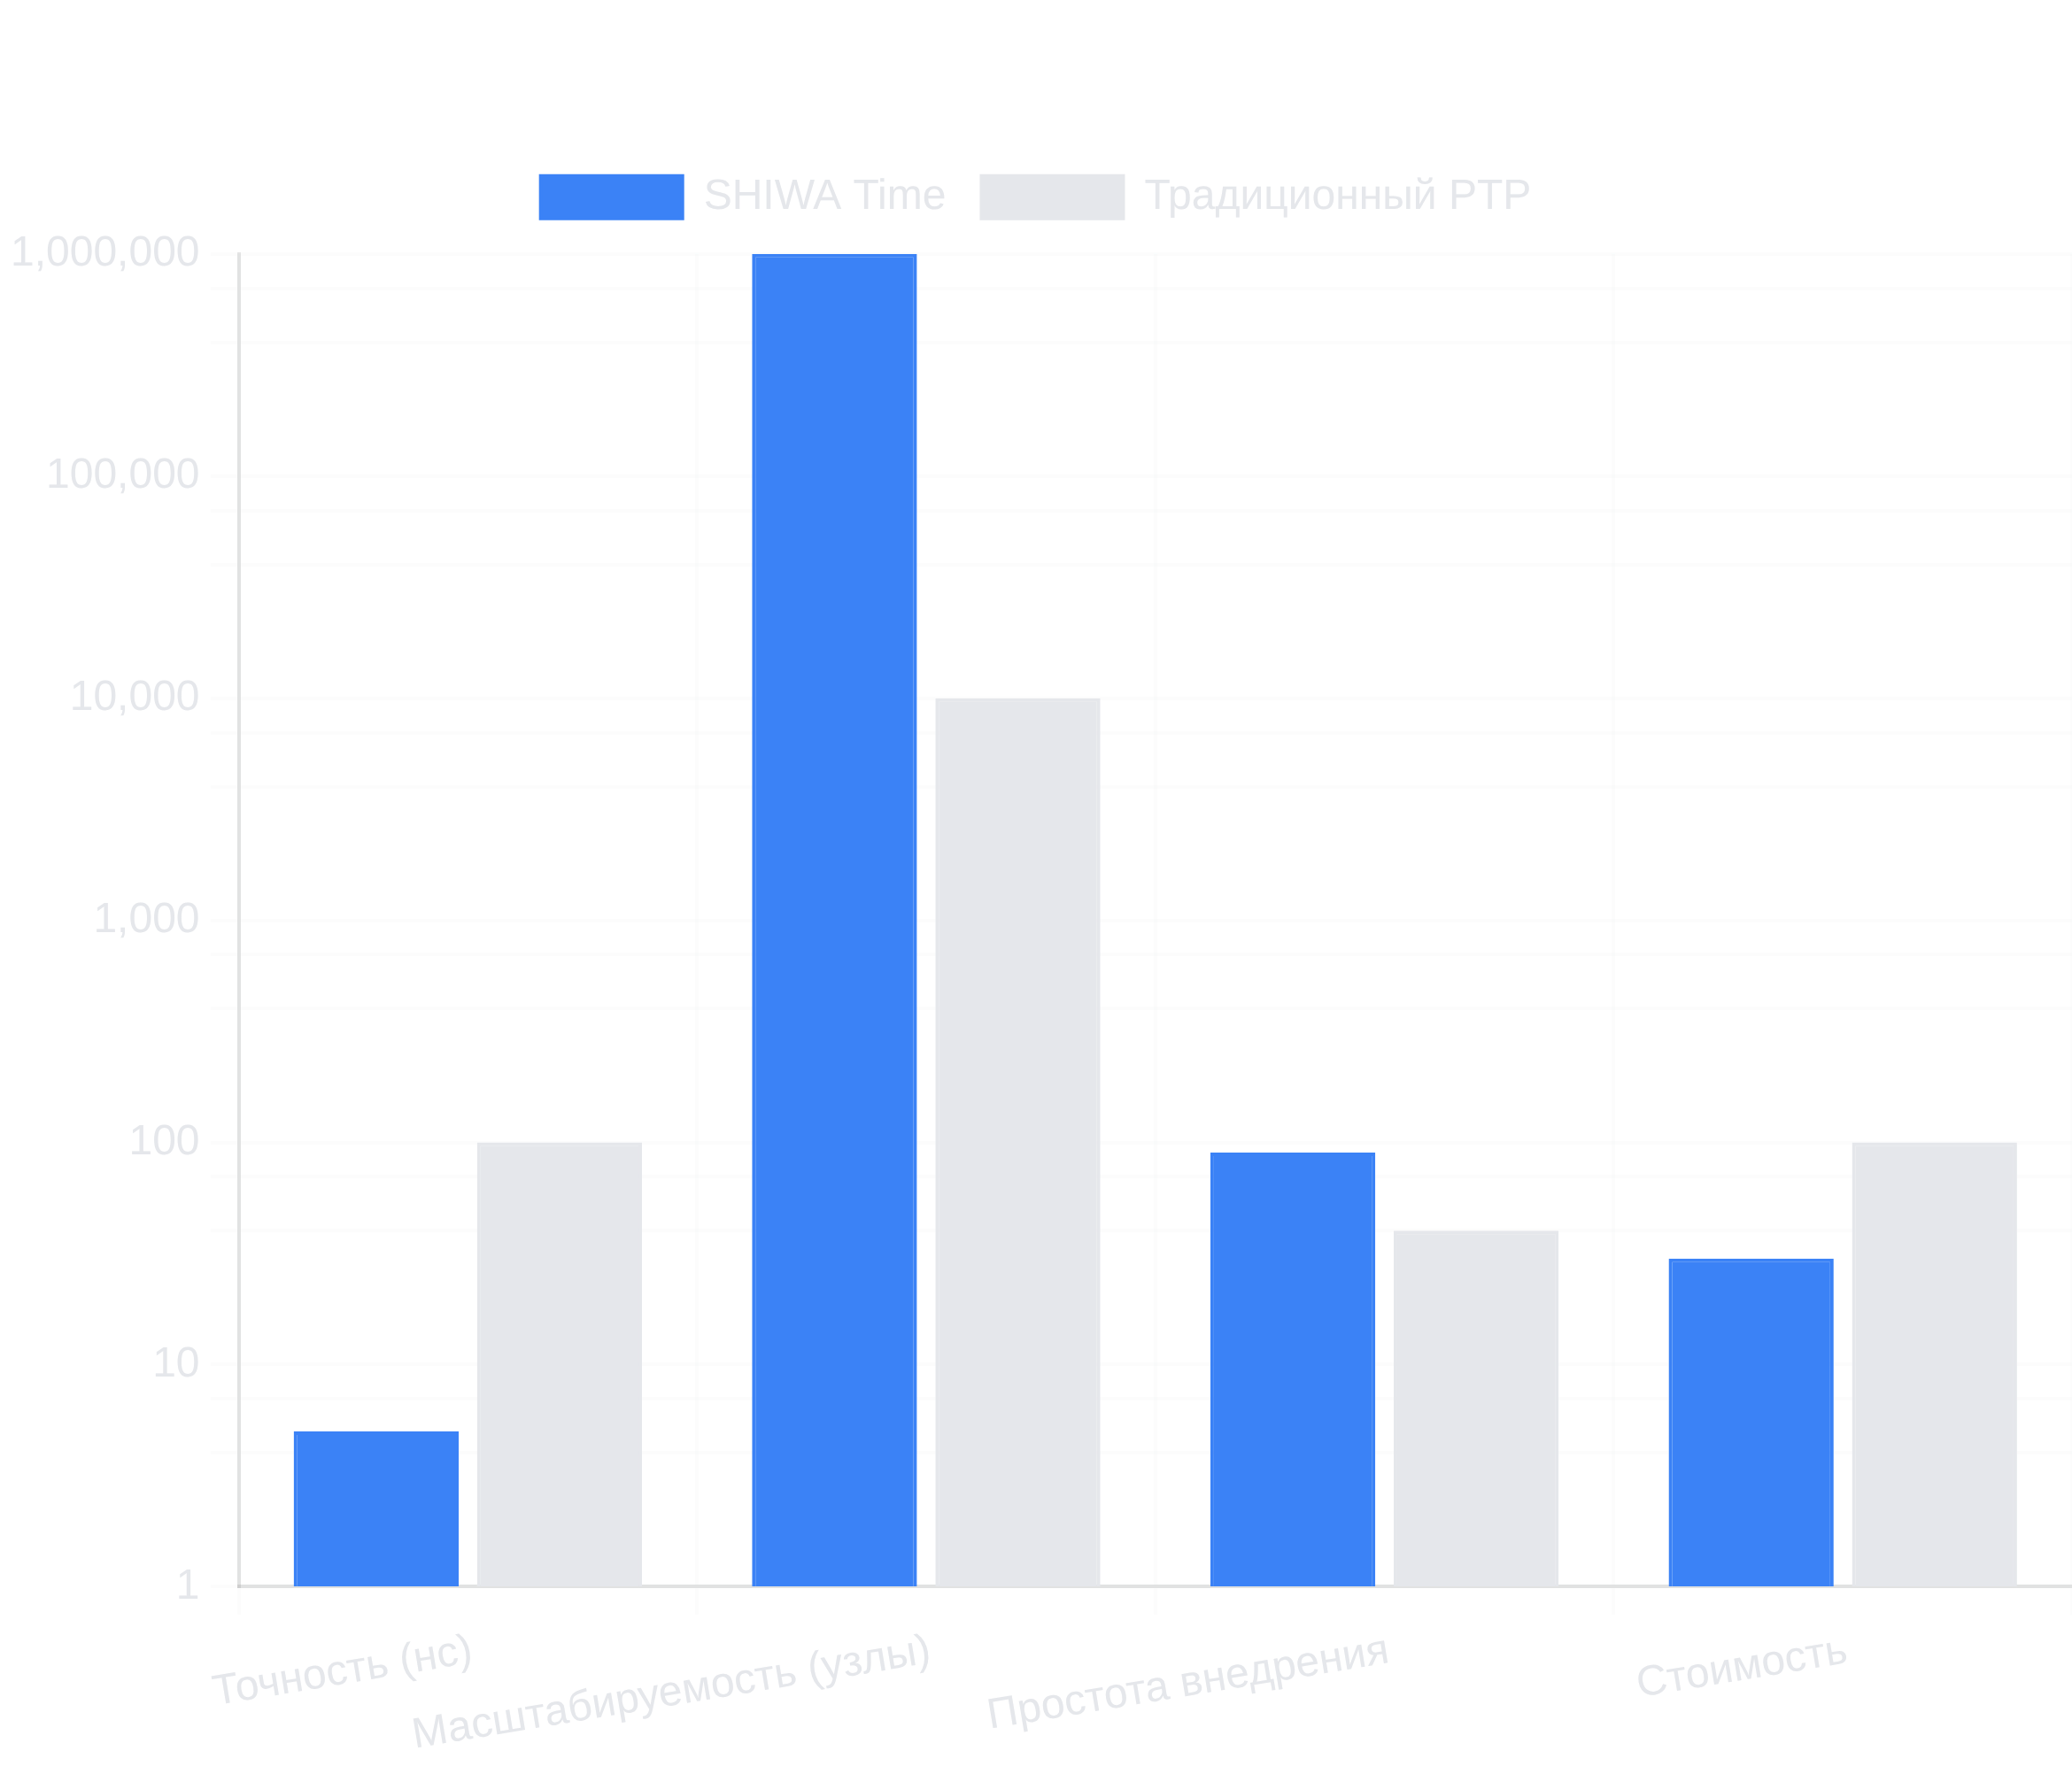 SHIWA Time
Традиционный PTP
1,000,000
100,000
10,000
1,000
100
10
1
Точность (нс)
Масштабируемость (узлы)
Простота внедрения
Стоимость